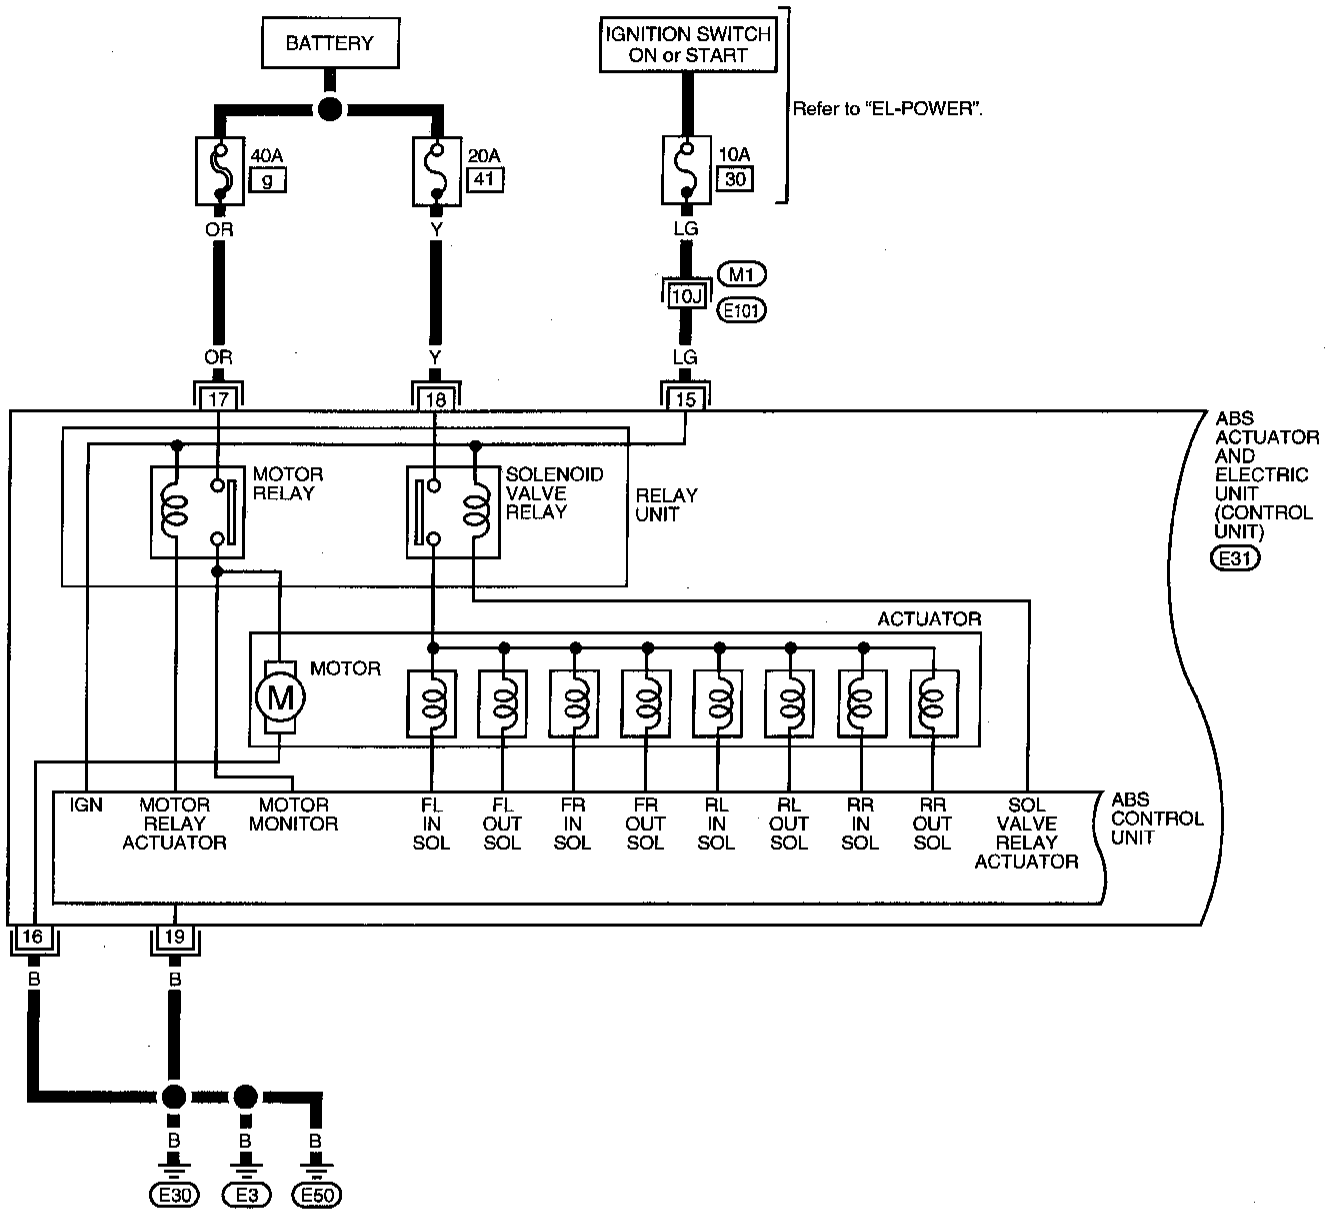 BATTERY
IGNITION SWITCH
ON or START
Refer to "EL-POWER".
40A
g
20A
41
10A
30
OR
Y
LG
M1
10J
E101
OR
Y
LG
17
18
15
ABS
ACTUATOR
AND
ELECTRIC
UNIT
(CONTROL
UNIT)
E31
MOTOR
RELAY
SOLENOID
VALVE
RELAY
RELAY
UNIT
ACTUATOR
MOTOR
M
IGN
MOTOR
RELAY
ACTUATOR
MOTOR
MONITOR
FL
IN
SOL
FL
OUT
SOL
FR
IN
SOL
FR
OUT
SOL
RL
IN
SOL
RL
OUT
SOL
RR
IN
SOL
RR
OUT
SOL
SOL
VALVE
RELAY
ACTUATOR
ABS
CONTROL
UNIT
16
19
B
B
B
B
B
E30
E3
E50